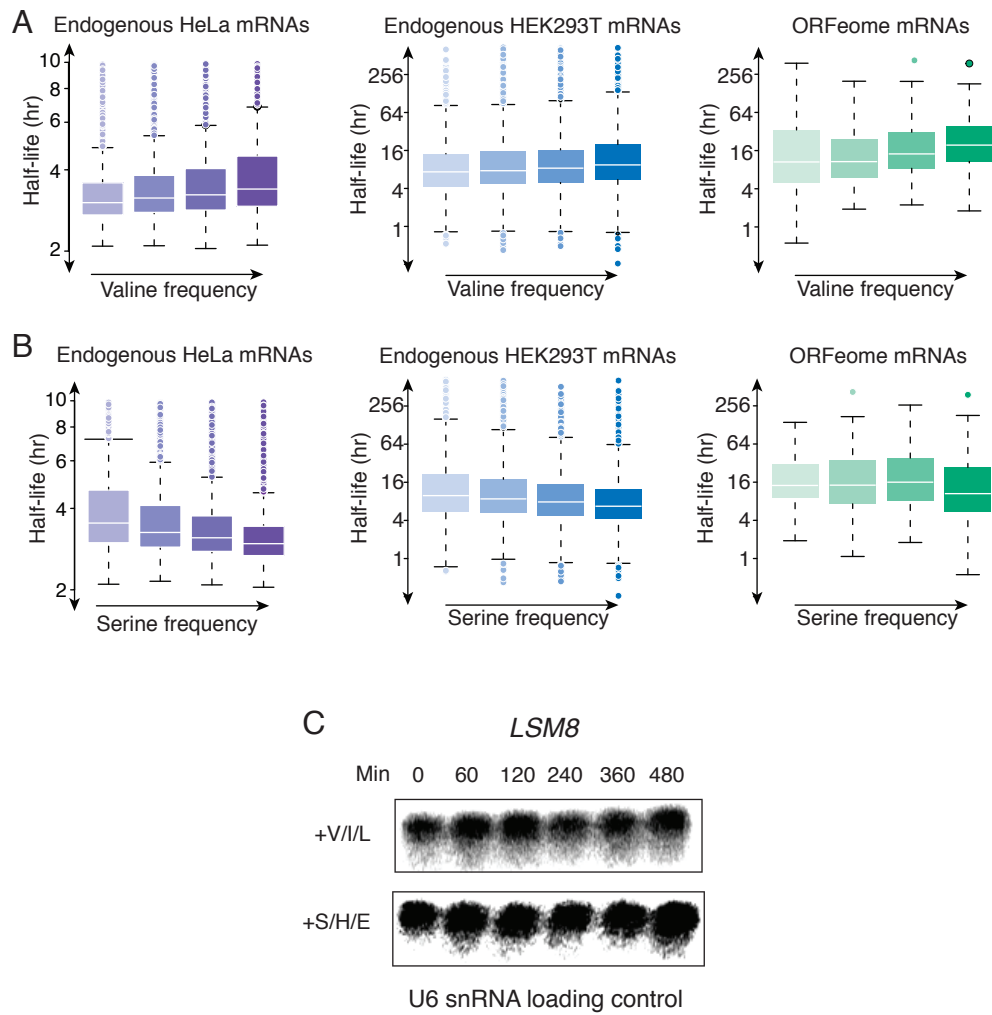 A
Endogenous HeLa mRNAs
Endogenous HEK293T mRNAs
ORFeome mRNAs
Half-life (hr)
10
8
6
4
2
Valine frequency
Half-life (hr)
256
64
16
4
1
Valine frequency
Half-life (hr)
256
64
16
4
1
Valine frequency
B
Endogenous HeLa mRNAs
Endogenous HEK293T mRNAs
ORFeome mRNAs
Half-life (hr)
10
8
6
4
2
Serine frequency
Half-life (hr)
256
64
16
4
1
Serine frequency
Half-life (hr)
256
64
16
4
1
Serine frequency
C
LSM8
Min 0 60 120 240 360 480
+V/I/L
+S/H/E
U6 snRNA loading control